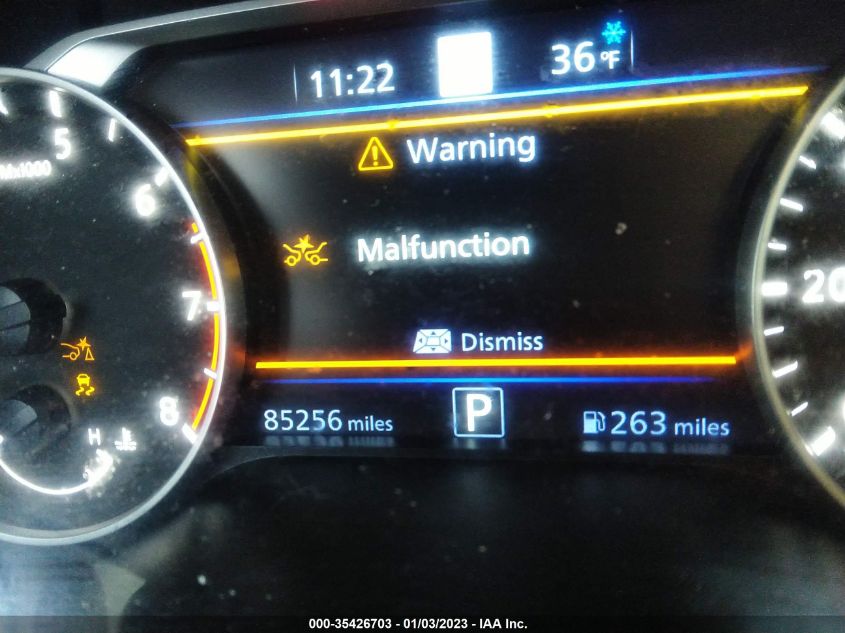 11:22 36°F
5
x1000
6
Warning
Malfunction
7
20
Dismiss
8
H
85256 miles P 263 miles
000-35426703 - 01/03/2023 - IAA Inc.